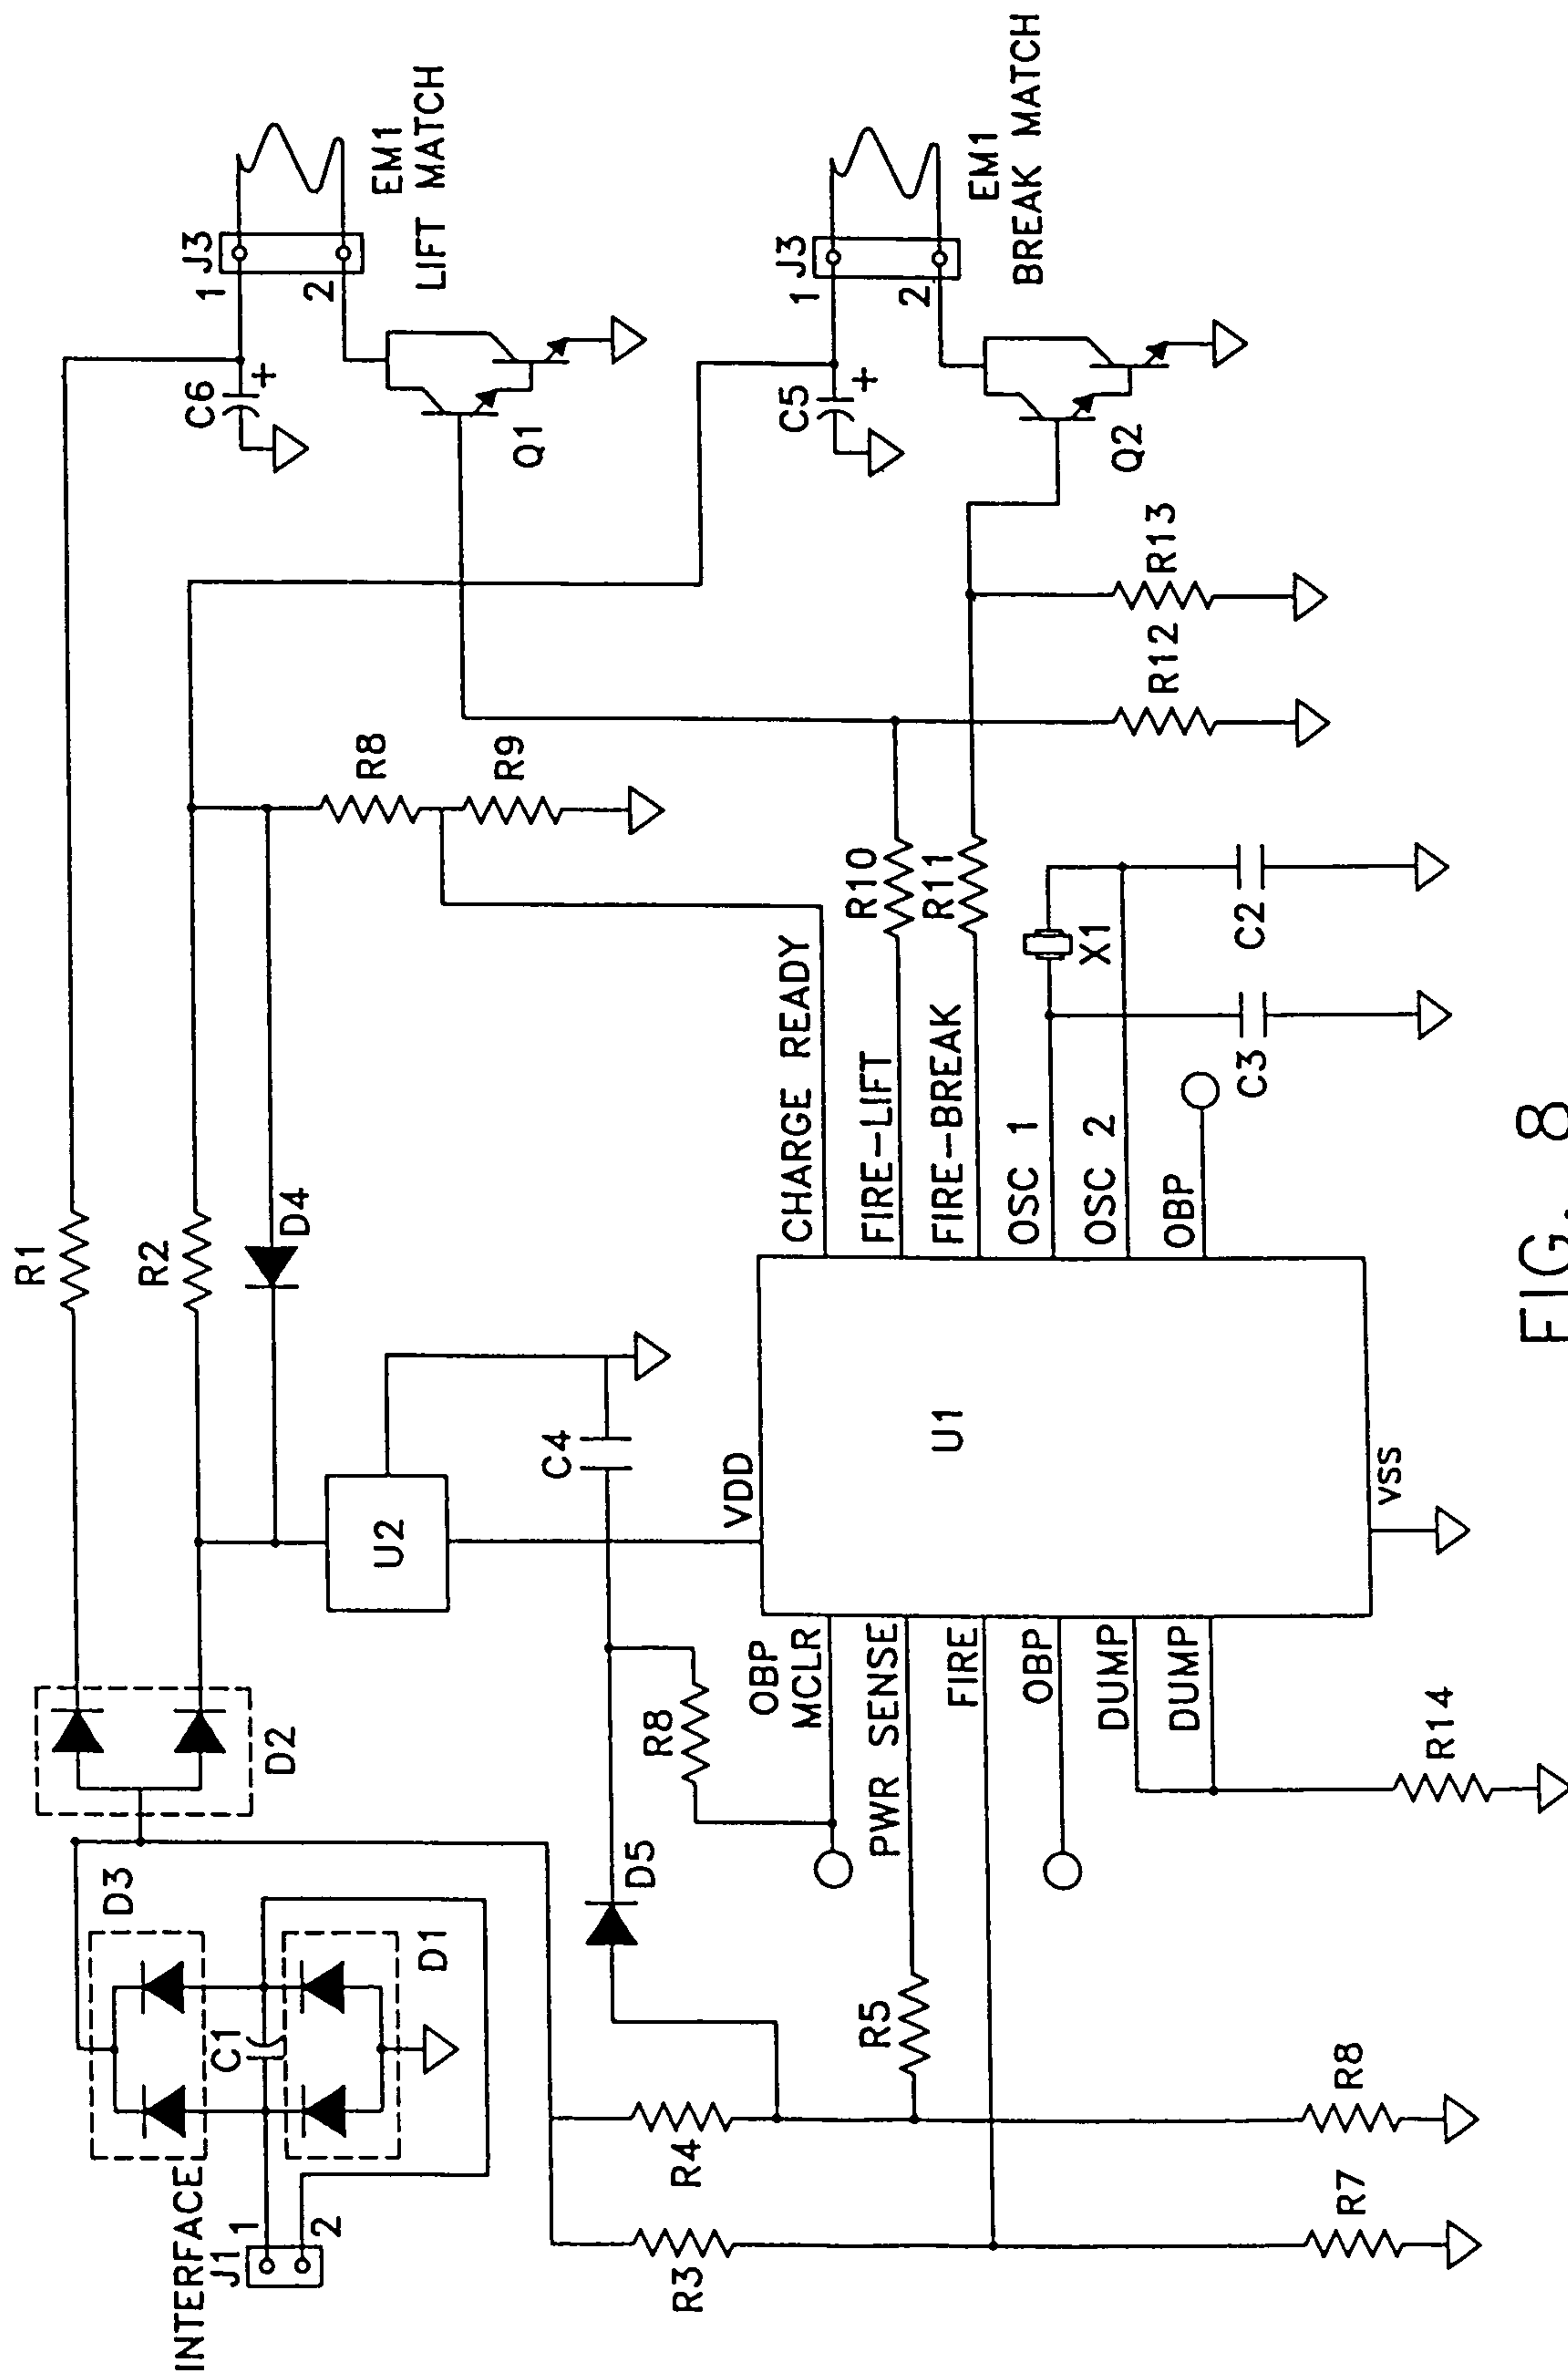 INTERFACE
J1
1
2
D3
C1
D1
D2
R1
R2
D4
C6
+
J3
1
2
EM1
LIFT MATCH
Q1
R8
R9
U2
C4
D5
R8
R3
R4
R5
R7
R8
R14
OBP
MCLR
PWR SENSE
FIRE
OBP
DUMP
DUMP
VDD
U1
VSS
CHARGE READY
FIRE-LIFT
FIRE-BREAK
OSC 1
OSC 2
OBP
R10
R11
X1
C3
C2
R12
R13
C5
+
J3
1
2
EM1
BREAK MATCH
Q2
FIG. 8